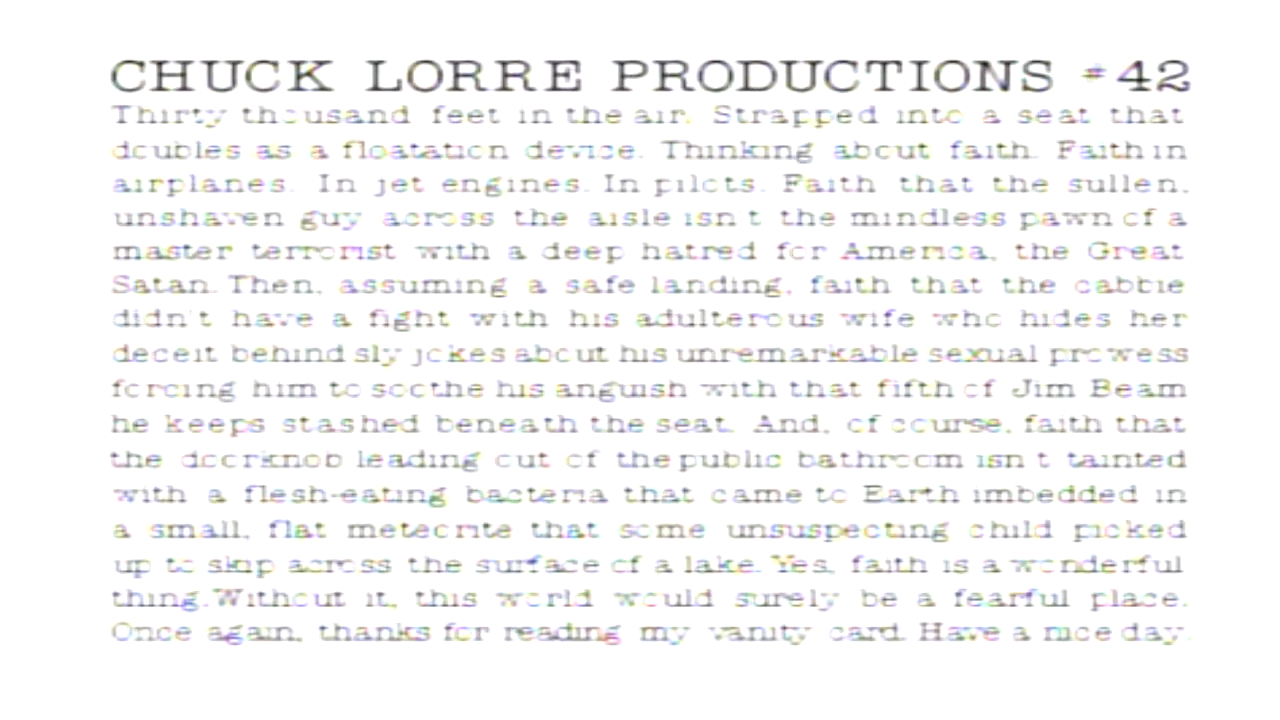 CHUCK LORRE PRODUCTIONS #42
Thirty thousand feet in the air. Strapped into a seat that
doubles as a floatation device. Thinking about faith. Faith in
airplanes. In jet engines. In pilots. Faith that the sullen,
unshaven guy across the aisle isn't the mindless pawn of a
master terrorist with a deep hatred for America, the Great
Satan. Then, assuming a safe landing, faith that the cabbie
didn't have a fight with his adulterous wife who hides her
deceit behind sly jokes about his unremarkable sexual prowess
forcing him to soothe his anguish with that fifth of Jim Beam
he keeps stashed beneath the seat. And, of course, faith that
the doorknob leading out of the public bathroom isn't tainted
with a flesh-eating bacteria that came to Earth imbedded in
a small, flat meteorite that some unsuspecting child picked
up to skip across the surface of a lake. Yes, faith is a wonderful
thing. Without it, this world would surely be a fearful place.
Once again, thanks for reading my vanity card. Have a nice day.